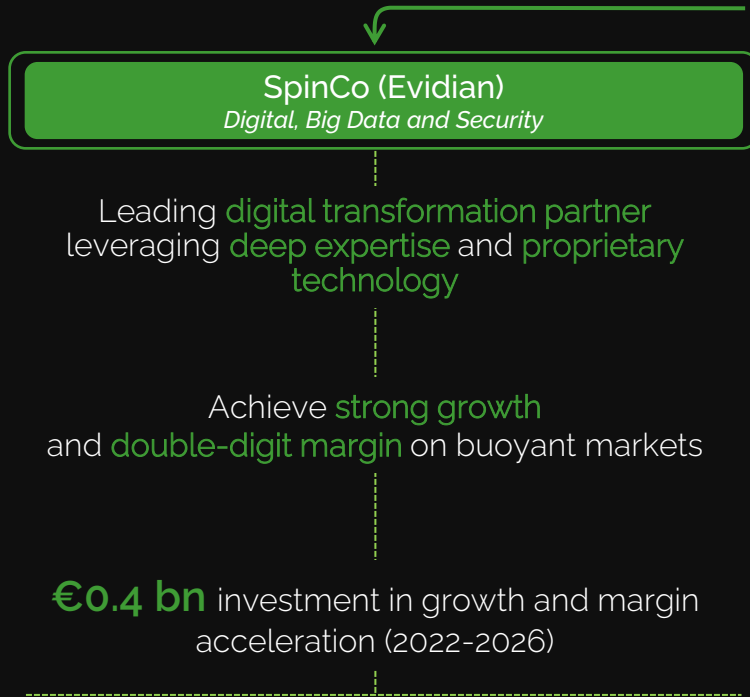 SpinCo (Evidian)
Digital, Big Data and Security
Leading digital transformation partner
leveraging deep expertise and proprietary
technology
Achieve strong growth
and double-digit margin on buoyant markets
€0.4 bn investment in growth and margin
acceleration (2022-2026)